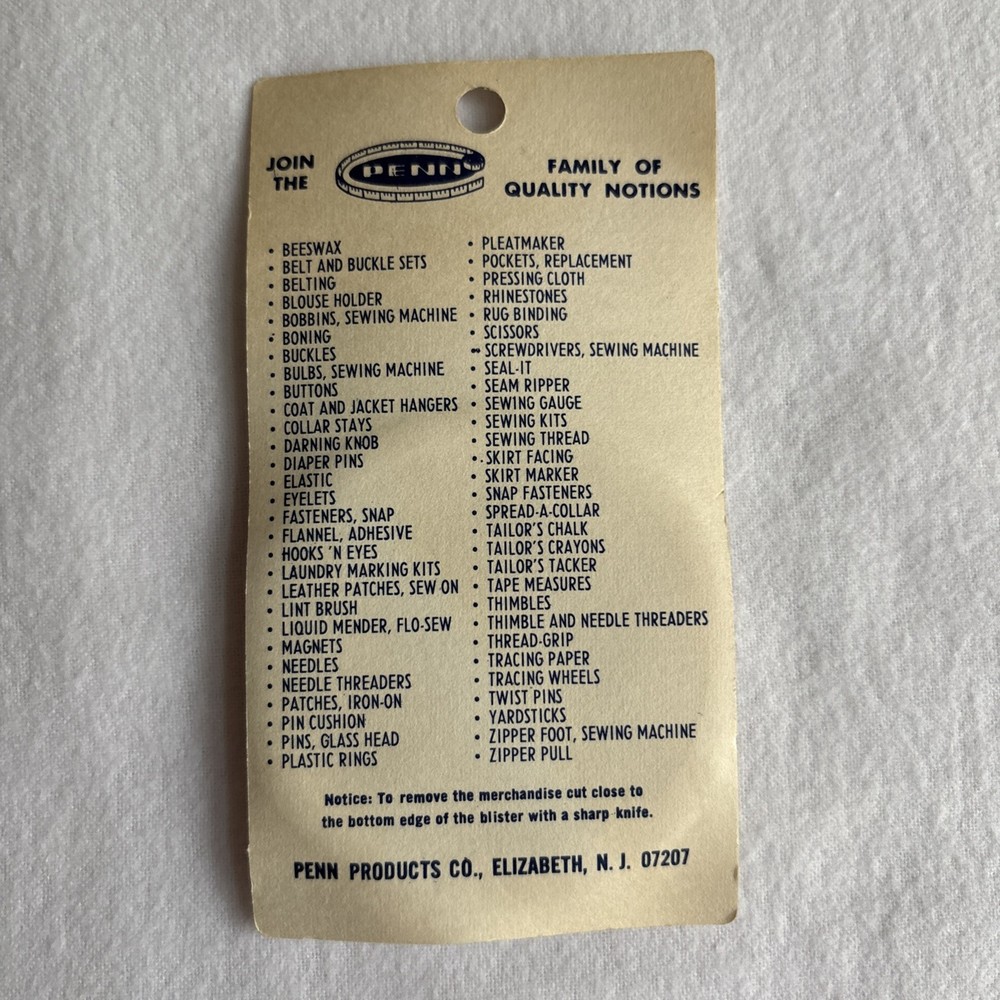 JOIN THE
PENN
FAMILY OF
QUALITY NOTIONS
• BEESWAX
• BELT AND BUCKLE SETS
• BELTING
• BLOUSE HOLDER
• BOBBINS, SEWING MACHINE
• BONING
• BUCKLES
• BULBS, SEWING MACHINE
• BUTTONS
• COAT AND JACKET HANGERS
• COLLAR STAYS
• DARNING KNOB
• DIAPER PINS
• ELASTIC
• EYELETS
• FASTENERS, SNAP
• FLANNEL, ADHESIVE
• HOOKS 'N EYES
• LAUNDRY MARKING KITS
• LEATHER PATCHES, SEW ON
• LINT BRUSH
• LIQUID MENDER, FLO-SEW
• MAGNETS
• NEEDLES
• NEEDLE THREADERS
• PATCHES, IRON-ON
• PIN CUSHION
• PINS, GLASS HEAD
• PLASTIC RINGS
• PLEATMAKER
• POCKETS, REPLACEMENT
• PRESSING CLOTH
• RHINESTONES
• RUG BINDING
• SCISSORS
• SCREWDRIVERS, SEWING MACHINE
• SEAL-IT
• SEAM RIPPER
• SEWING GAUGE
• SEWING KITS
• SEWING THREAD
• SKIRT FACING
• SKIRT MARKER
• SNAP FASTENERS
• SPREAD-A-COLLAR
• TAILOR'S CHALK
• TAILOR'S CRAYONS
• TAILOR'S TACKER
• TAPE MEASURES
• THIMBLES
• THIMBLE AND NEEDLE THREADERS
• THREAD-GRIP
• TRACING PAPER
• TRACING WHEELS
• TWIST PINS
• YARDSTICKS
• ZIPPER FOOT, SEWING MACHINE
• ZIPPER PULL
Notice: To remove the merchandise cut close to
the bottom edge of the blister with a sharp knife.
PENN PRODUCTS CO., ELIZABETH, N. J. 07207